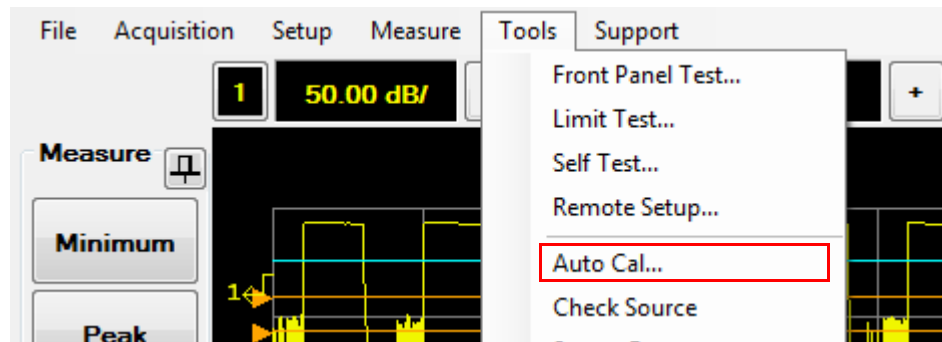 File Acquisition Setup Measure Tools Support
1 50.00 dB/ +
Front Panel Test...
Limit Test...
Self Test...
Remote Setup...
Auto Cal...
Check Source
Measure
Minimum
Peak
1